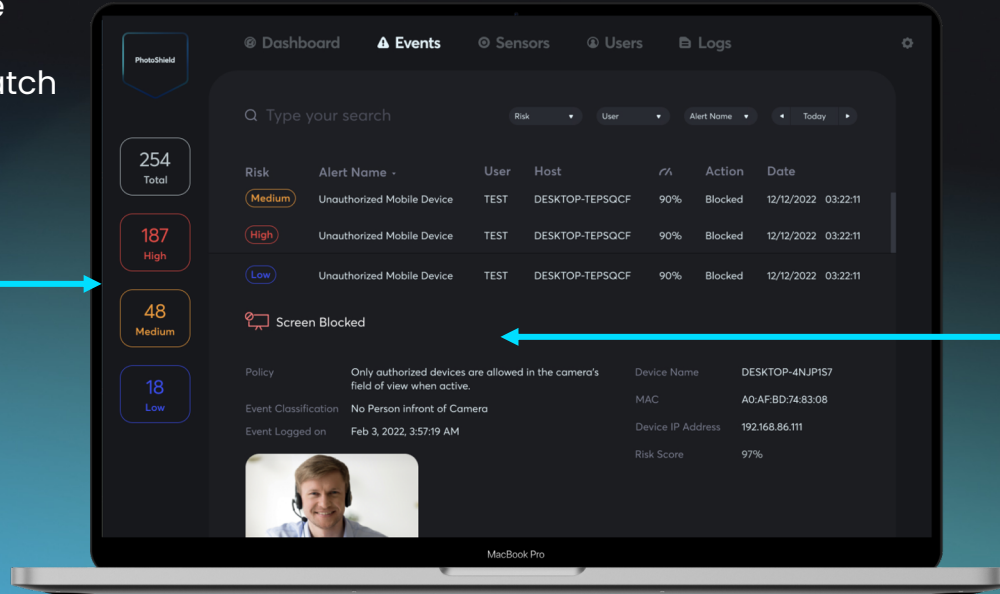 Dashboard
Events
Sensors
Users
Logs
PhotoShield
Type your search
Risk
User
Alert Name
Today
254
Total
187
High
48
Medium
18
Low
Risk Alert Name User Host Action Date
Medium Unauthorized Mobile Device TEST DESKTOP-TEPSQCF 90% Blocked 12/12/2022 03:22:11
High Unauthorized Mobile Device TEST DESKTOP-TEPSQCF 90% Blocked 12/12/2022 03:22:11
Low Unauthorized Mobile Device TEST DESKTOP-TEPSQCF 90% Blocked 12/12/2022 03:22:11
Screen Blocked
Policy Only authorized devices are allowed in the camera's
field of view when active.
Event Classification No Person infront of Camera
Event Logged on Feb 3, 2022, 3:57:19 AM
Device Name DESKTOP-4NJP1S7
MAC A0:AF:BD:74:83:08
Device IP Address 192.168.86.111
Risk Score 97%
MacBook Pro